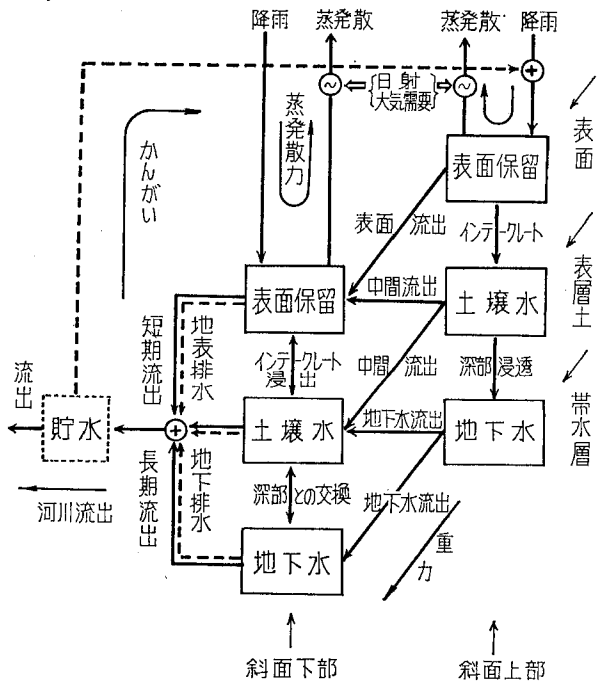 降雨
蒸発散
蒸発散
降雨
日射
大気需要
蒸発散力
かんがい
表面保留
表面
表面流出
インテークレート
中間流出
表面保留
土壌水
表層土
地表排水
短期流出
インテークレート
浸出
中間流出
深部浸透
流出
貯水
土壌水
地下水流出
地下水
帯水層
河川流出
長期流出
地下排水
深部との交換
地下水流出
地下水
重力
斜面下部
斜面上部